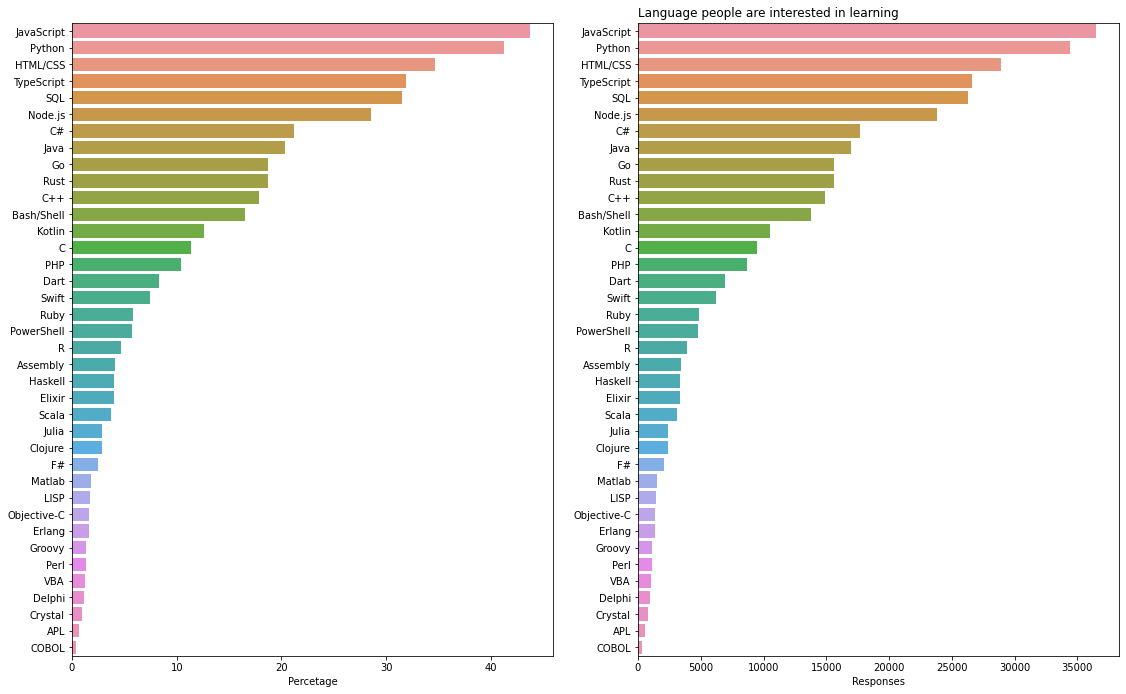 JavaScript
Python
HTML/CSS
TypeScript
SQL
Node.js
C#
Java
Go
Rust
C++
Bash/Shell
Kotlin
C
PHP
Dart
Swift
Ruby
PowerShell
R
Assembly
Haskell
Elixir
Scala
Julia
Clojure
F#
Matlab
LISP
Objective-C
Erlang
Groovy
Perl
VBA
Delphi
Crystal
APL
COBOL
0 10 20 30 40
Percetage
Language people are interested in learning
JavaScript
Python
HTML/CSS
TypeScript
SQL
Node.js
C#
Java
Go
Rust
C++
Bash/Shell
Kotlin
C
PHP
Dart
Swift
Ruby
PowerShell
R
Assembly
Haskell
Elixir
Scala
Julia
Clojure
F#
Matlab
LISP
Objective-C
Erlang
Groovy
Perl
VBA
Delphi
Crystal
APL
COBOL
0 5000 10000 15000 20000 25000 30000 35000
Responses